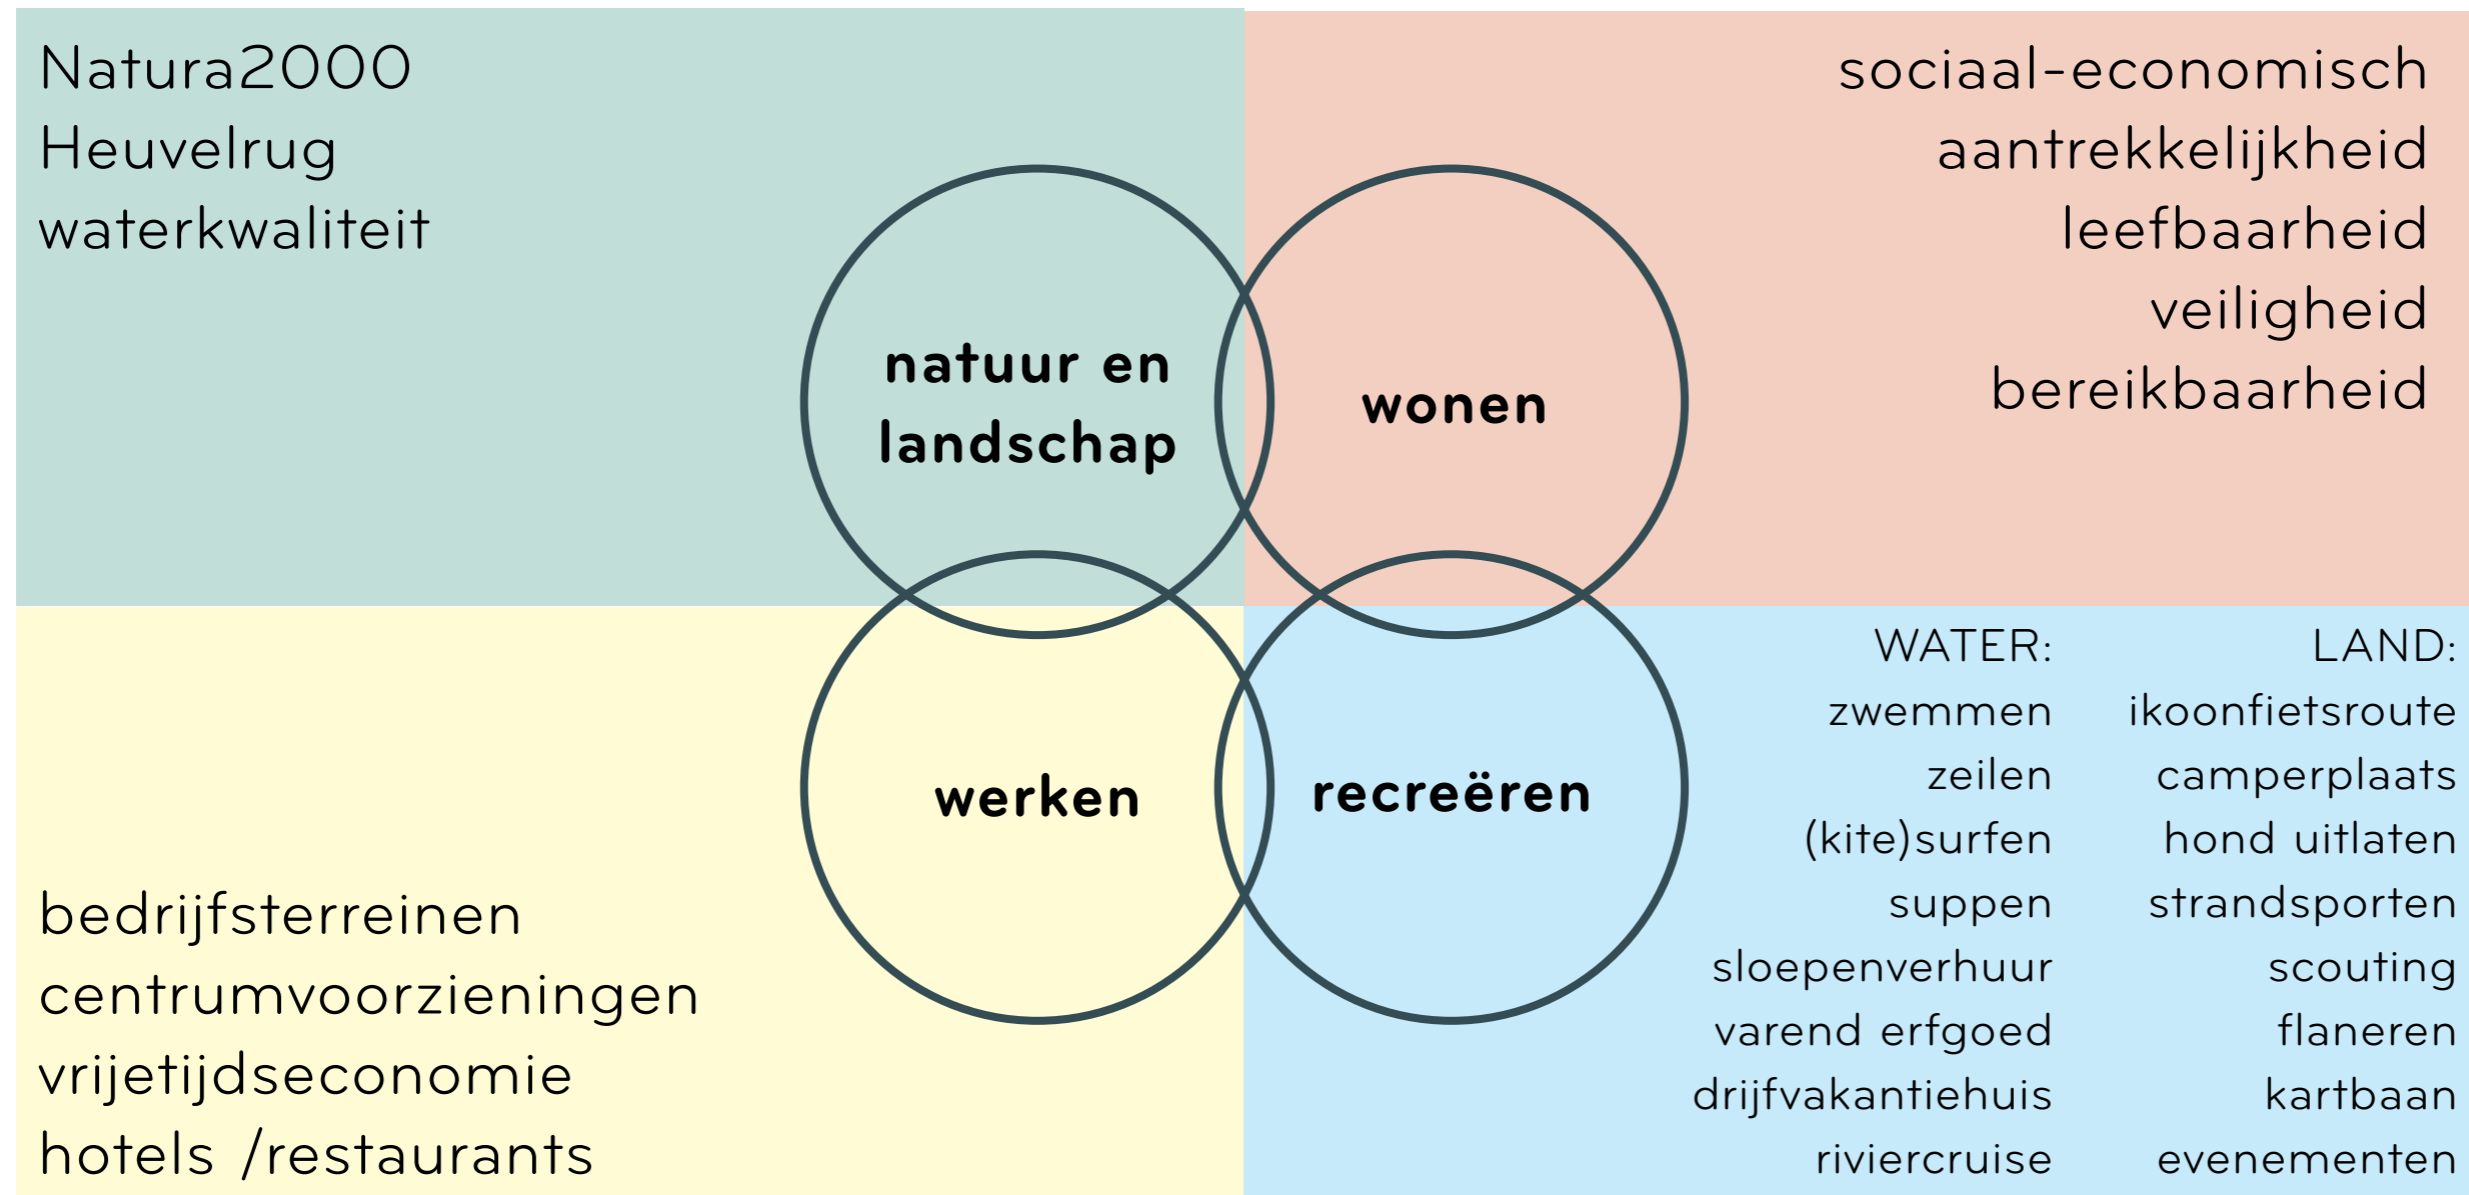 Natura2000
Heuvelrug
waterkwaliteit
natuur en
landschap
sociaal-economisch
aantrekkelijkheid
leefbaarheid
veiligheid
bereikbaarheid
wonen
werken
bedrijfsterreinen
centrumvoorzieningen
vrijetijdseconomie
hotels /restaurants
recreëren
WATER:
zwemmen
zeilen
(kite)surfen
suppen
sloepenverhuur
varend erfgoed
drijfvakantiehuis
riviercruise
LAND:
ikoonfietsroute
camperplaats
hond uitlaten
strandsporten
scouting
flaneren
kartbaan
evenementen